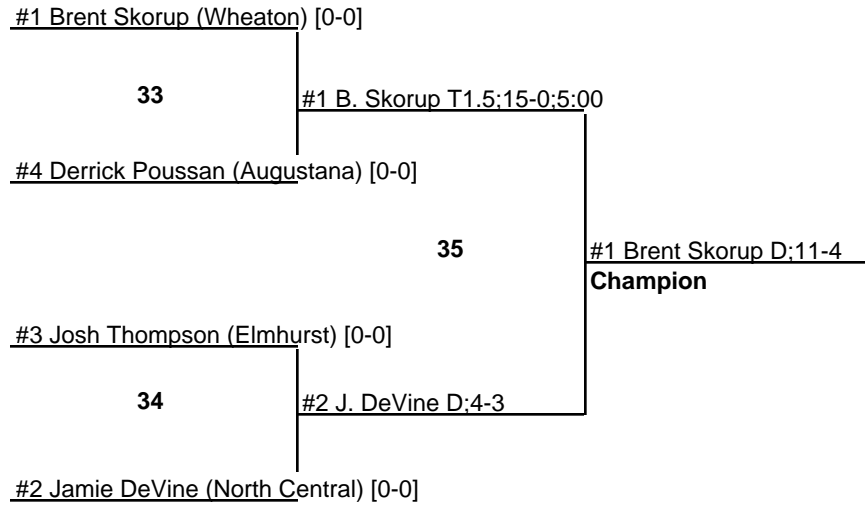 #1 Brent Skorup (Wheaton) [0-0]
33
#1 B. Skorup T1.5;15-0;5:00
#4 Derrick Poussan (Augustana) [0-0]
35
#1 Brent Skorup D;11-4
Champion
#3 Josh Thompson (Elmhurst) [0-0]
34
#2 J. DeVine D;4-3
#2 Jamie DeVine (North Central) [0-0]